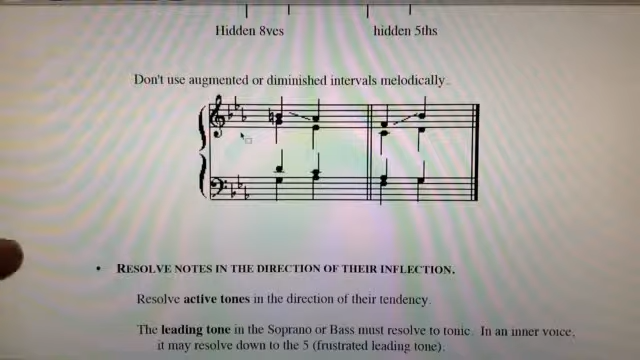 Hidden 8ves hidden 5ths
Don't use augmented or diminished intervals melodically.
• RESOLVE NOTES IN THE DIRECTION OF THEIR INFLECTION.
Resolve active tones in the direction of their tendency.
The leading tone in the Soprano or Bass must resolve to tonic. In an inner voice,
it may resolve down to the 5 (frustrated leading tone).